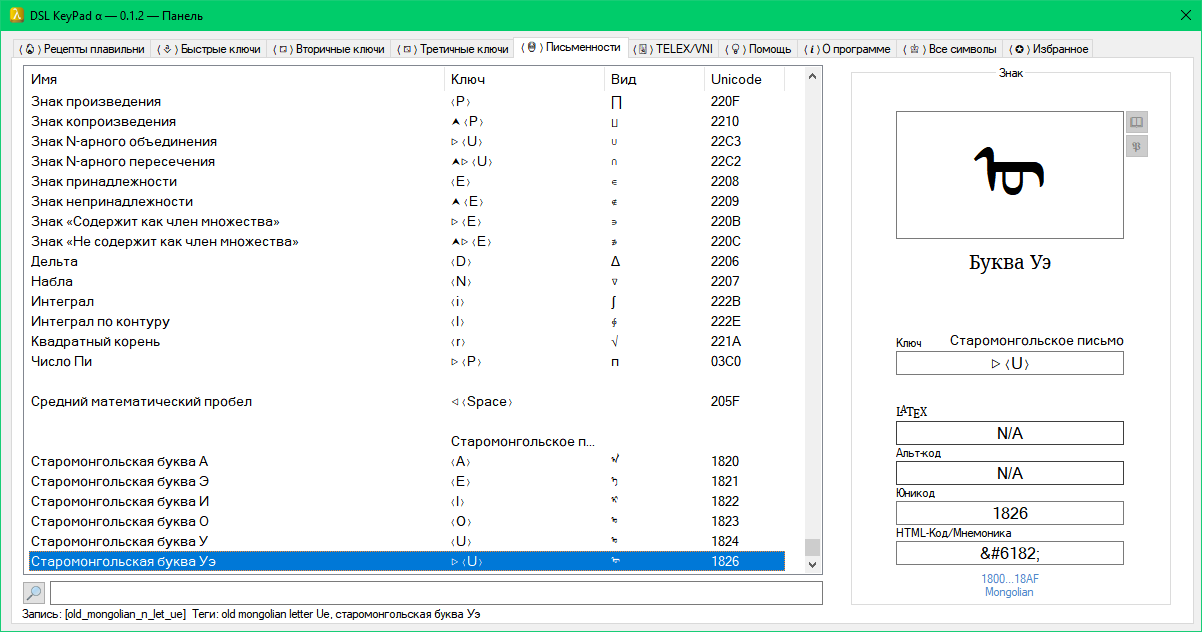 DSL KeyPad α — 0.1.2 — Панель
Рецепты плавильни Быстрые ключи Вторичные ключи Третичные ключи Письменности TELEX/VNI Помощь О программе Все символы Избранное
Имя Ключ Вид Unicode
Знак произведения ⟨P⟩ ∏ 220F
Знак копроизведения ⮝ ⟨P⟩ ∐ 2210
Знак N-арного объединения ▷ ⟨U⟩ ⋃ 22C3
Знак N-арного пересечения ⮝▷ ⟨U⟩ ⋂ 22C2
Знак принадлежности ⟨E⟩ ∈ 2208
Знак непринадлежности ⮝ ⟨E⟩ ∉ 2209
Знак «Содержит как член множества» ▷ ⟨E⟩ ∋ 220B
Знак «Не содержит как член множества» ⮝▷ ⟨E⟩ ∌ 220C
Дельта ⟨D⟩ ∆ 2206
Набла ⟨N⟩ ∇ 2207
Интеграл ⟨i⟩ ∫ 222B
Интеграл по контуру ⟨I⟩ ∮ 222E
Квадратный корень ⟨r⟩ √ 221A
Число Пи ▷ ⟨P⟩ π 03C0
Средний математический пробел ◁ ⟨Space⟩ 205F
Старомонгольское п...
Старомонгольская буква А ⟨A⟩ ᠠ 1820
Старомонгольская буква Э ⟨E⟩ ᠡ 1821
Старомонгольская буква И ⟨I⟩ ᠢ 1822
Старомонгольская буква О ⟨O⟩ ᠣ 1823
Старомонгольская буква У ⟨U⟩ ᠤ 1824
Старомонгольская буква Уэ ▷ ⟨U⟩ ᠦ 1826
Запись: [old_mongolian_n_let_ue] Теги: old mongolian letter Ue, старомонгольская буква Уэ
Знак
ᠦ
Буква Уэ
Ключ Старомонгольское письмо
▷ ⟨U⟩
LATEX
N/A
Альт-код
N/A
Юникод
1826
HTML-Код/Мнемоника
&#6182;
1800...18AF
Mongolian